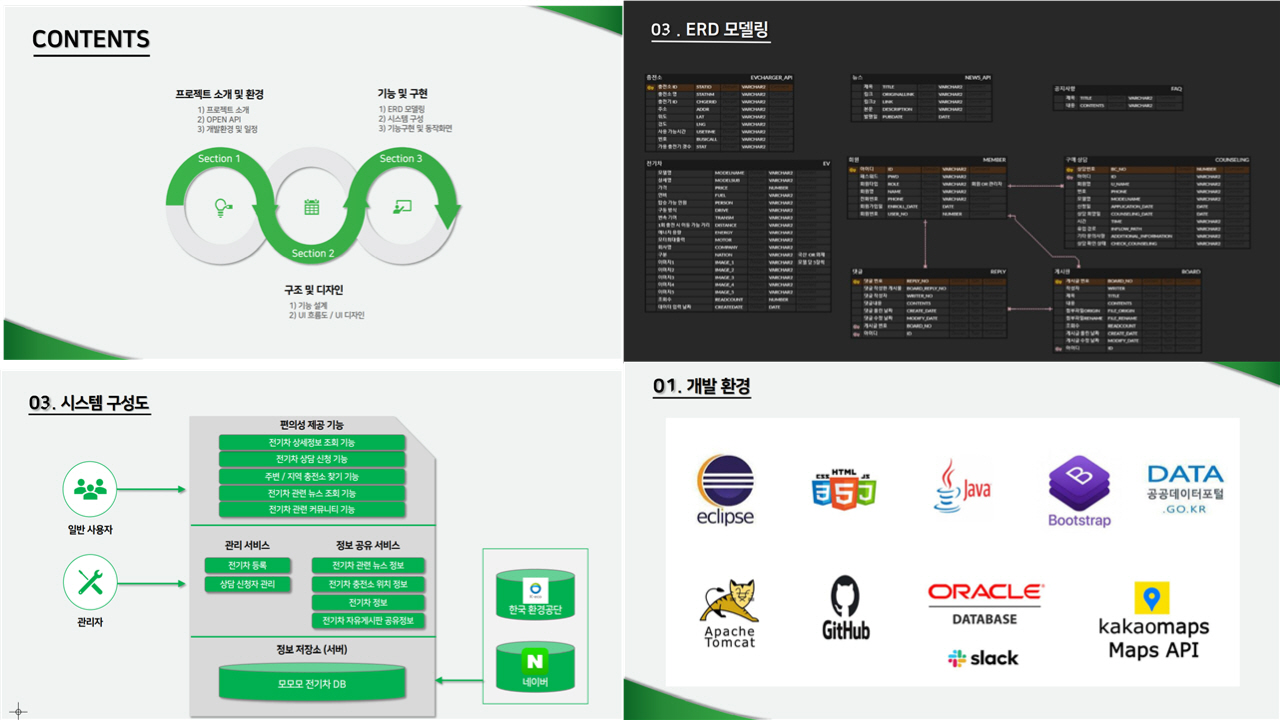 CONTENTS
프로젝트 소개 및 환경
1) 프로젝트 소개
2) OPEN API
3) 개발환경 및 일정
기능 및 구현
1) ERD 모델링
2) 시스템 구성
3) 기능구현 및 동작화면
Section 1
Section 3
Section 2
구조 및 디자인
1) 기능 설계
2) UI 흐름도 / UI 디자인
03 . ERD 모델링
충전소 EVCHARGER_API
충전소 ID STATID VARCHAR2
충전소 명 STATNM VARCHAR2
충전기 ID CHGERID VARCHAR2
주소 ADDR VARCHAR2
위도 LAT VARCHAR2
경도 LNG VARCHAR2
사용 가능시간 USETIME VARCHAR2
번호 BUSICALL VARCHAR2
가용 충전기 갯수 STAT VARCHAR2
뉴스 NEWS_API
제목 TITLE VARCHAR2
링크 ORIGINALLINK VARCHAR2
링크2 LINK VARCHAR2
본문 DESCRIPTION VARCHAR2
발행일 PUBDATE DATE
공지사항 FAQ
제목 TITLE VARCHAR2
내용 CONTENTS VARCHAR2
전기차 EV
모델명 MODELNAME VARCHAR2
상세명 MODELSUB VARCHAR2
가격 PRICE NUMBER
연비 FUEL VARCHAR2
탑승 가능 인원 PERSON VARCHAR2
구동 방식 DRIVE VARCHAR2
변속 기어 TRANSM VARCHAR2
1회 충전 시 이동 가능 거리 DISTANCE VARCHAR2
에너지 용량 ENERGY VARCHAR2
모터최대출력 MOTOR VARCHAR2
회사명 COMPANY VARCHAR2
구분 NATION VARCHAR2 국산 OR 외제
이미지1 IMAGE_1 VARCHAR2
이미지2 IMAGE_2 VARCHAR2
이미지3 IMAGE_3 VARCHAR2
이미지4 IMAGE_4 VARCHAR2
이미지5 VARCHAR2
조회수 READCOUNT NUMBER
데이터 입력 날짜 CREATEDATE DATE
회원 MEMBER
아이디 ID VARCHAR2
패스워드 PWD VARCHAR2
회원타입 ROLE VARCHAR2 회원 OR 관리자
회원명 NAME VARCHAR2
전화번호 PHONE VARCHAR2
회원가입일 ENROLL_DATE DATE
회원번호 USER_NO NUMBER
구매 상담 COUNSELING
상담번호 BC_NO NUMBER
아이디 ID VARCHAR2
회원명 U_NAME VARCHAR2
번호 PHONE VARCHAR2
모델명 MODELNAME VARCHAR2
신청일 APPLICATION_DATE DATE
상담 희망일 COUNSELING_DATE DATE
시간 TIME VARCHAR2
유입 경로 INFLOW_PATH VARCHAR2
기타 문의사항 ADDITIONAL_INFORMATION VARCHAR2
상담 확인 상태 CHECK_COUNSELING VARCHAR2
댓글 REPLY
댓글 번호 REPLY_NO
댓글 작성한 게시물 BOARD_REPLY_NO
댓글 작성자 WRITER_NO
댓글내용 CONTENTS
댓글 올린 날짜 CREATE_DATE
댓글 수정 날짜 MODIFY_DATE
게시글 번호 BOARD_NO
아이디 ID
게시판 BOARD
게시글 번호 BOARD_NO
작성자 WRITER
제목 TITLE
내용 CONTENTS
첨부파일ORIGIN FILE_ORIGIN
첨부파일RENAME FILE_RENAME
조회수 READCOUNT
게시글 올린 날짜 CREATE_DATE
게시글 수정 날짜 MODIFY_DATE
아이디 ID
03. 시스템 구성도
일반 사용자
관리자
편의성 제공 기능
전기차 상세정보 조회 기능
전기차 상담 신청 기능
주변 / 지역 충전소 찾기 기능
전기차 관련 뉴스 조회 기능
전기차 관련 커뮤니티 기능
관리 서비스
전기차 등록
상담 신청자 관리
정보 공유 서비스
전기차 관련 뉴스 정보
전기차 충전소 위치 정보
전기차 정보
전기차 자유게시판 공유정보
정보 저장소 (서버)
모모모 전기차 DB
한국 환경공단
N
네이버
01. 개발 환경
eclipse
CSS HTML JS
3 5 J
Java
B
Bootstrap
DATA
공공데이터포털
.GO.KR
Apache
Tomcat
GitHub
ORACLE
DATABASE
slack
kakaomaps
Maps API